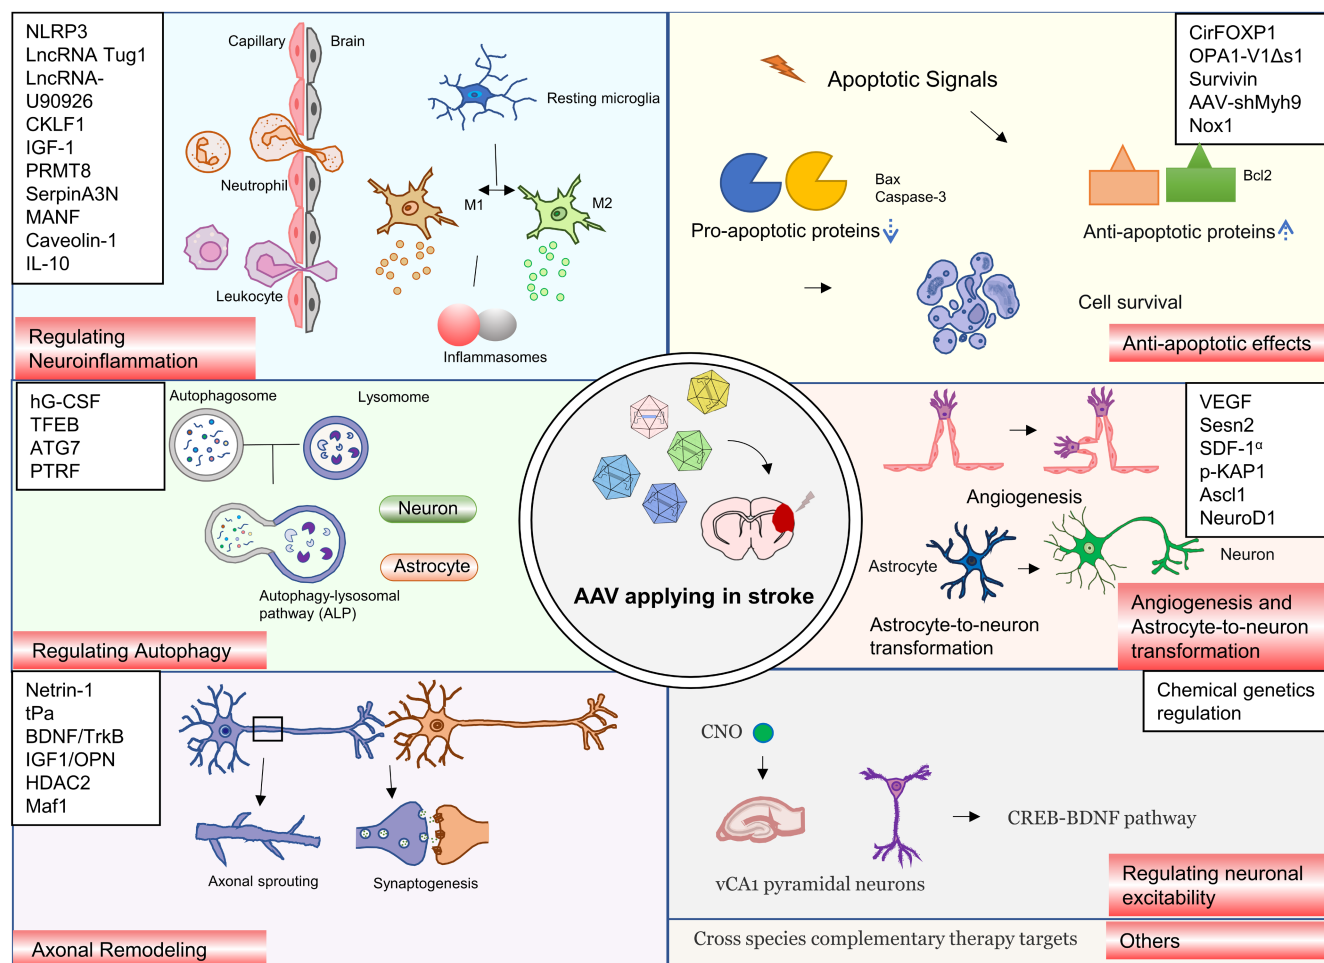 NLRP3
LncRNA Tug1
LncRNA-
U90926
CKLF1
IGF-1
PRMT8
SerpinA3N
MANF
Caveolin-1
IL-10
Capillary
Brain
Resting microglia
Neutrophil
M1
M2
Leukocyte
Inflammasomes
Regulating
Neuroinflammation
CirFOXP1
OPA1-V1Δs1
Survivin
AAV-shMyh9
Nox1
Apoptotic Signals
Bax
Caspase-3
Bcl2
Pro-apoptotic proteins
Anti-apoptotic proteins
Cell survival
Anti-apoptotic effects
hG-CSF
TFEB
ATG7
PTRF
Autophagosome
Lysomome
Neuron
Astrocyte
Autophagy-lysosomal
pathway (ALP)
Regulating Autophagy
AAV applying in stroke
VEGF
Sesn2
SDF-1α
p-KAP1
Ascl1
NeuroD1
Angiogenesis
Astrocyte
Neuron
Astrocyte-to-neuron
transformation
Angiogenesis and
Astrocyte-to-neuron
transformation
Netrin-1
tPa
BDNF/TrkB
IGF1/OPN
HDAC2
Maf1
Axonal sprouting
Synaptogenesis
Axonal Remodeling
Chemical genetics
regulation
CNO
CREB-BDNF pathway
vCA1 pyramidal neurons
Regulating neuronal
excitability
Cross species complementary therapy targets
Others